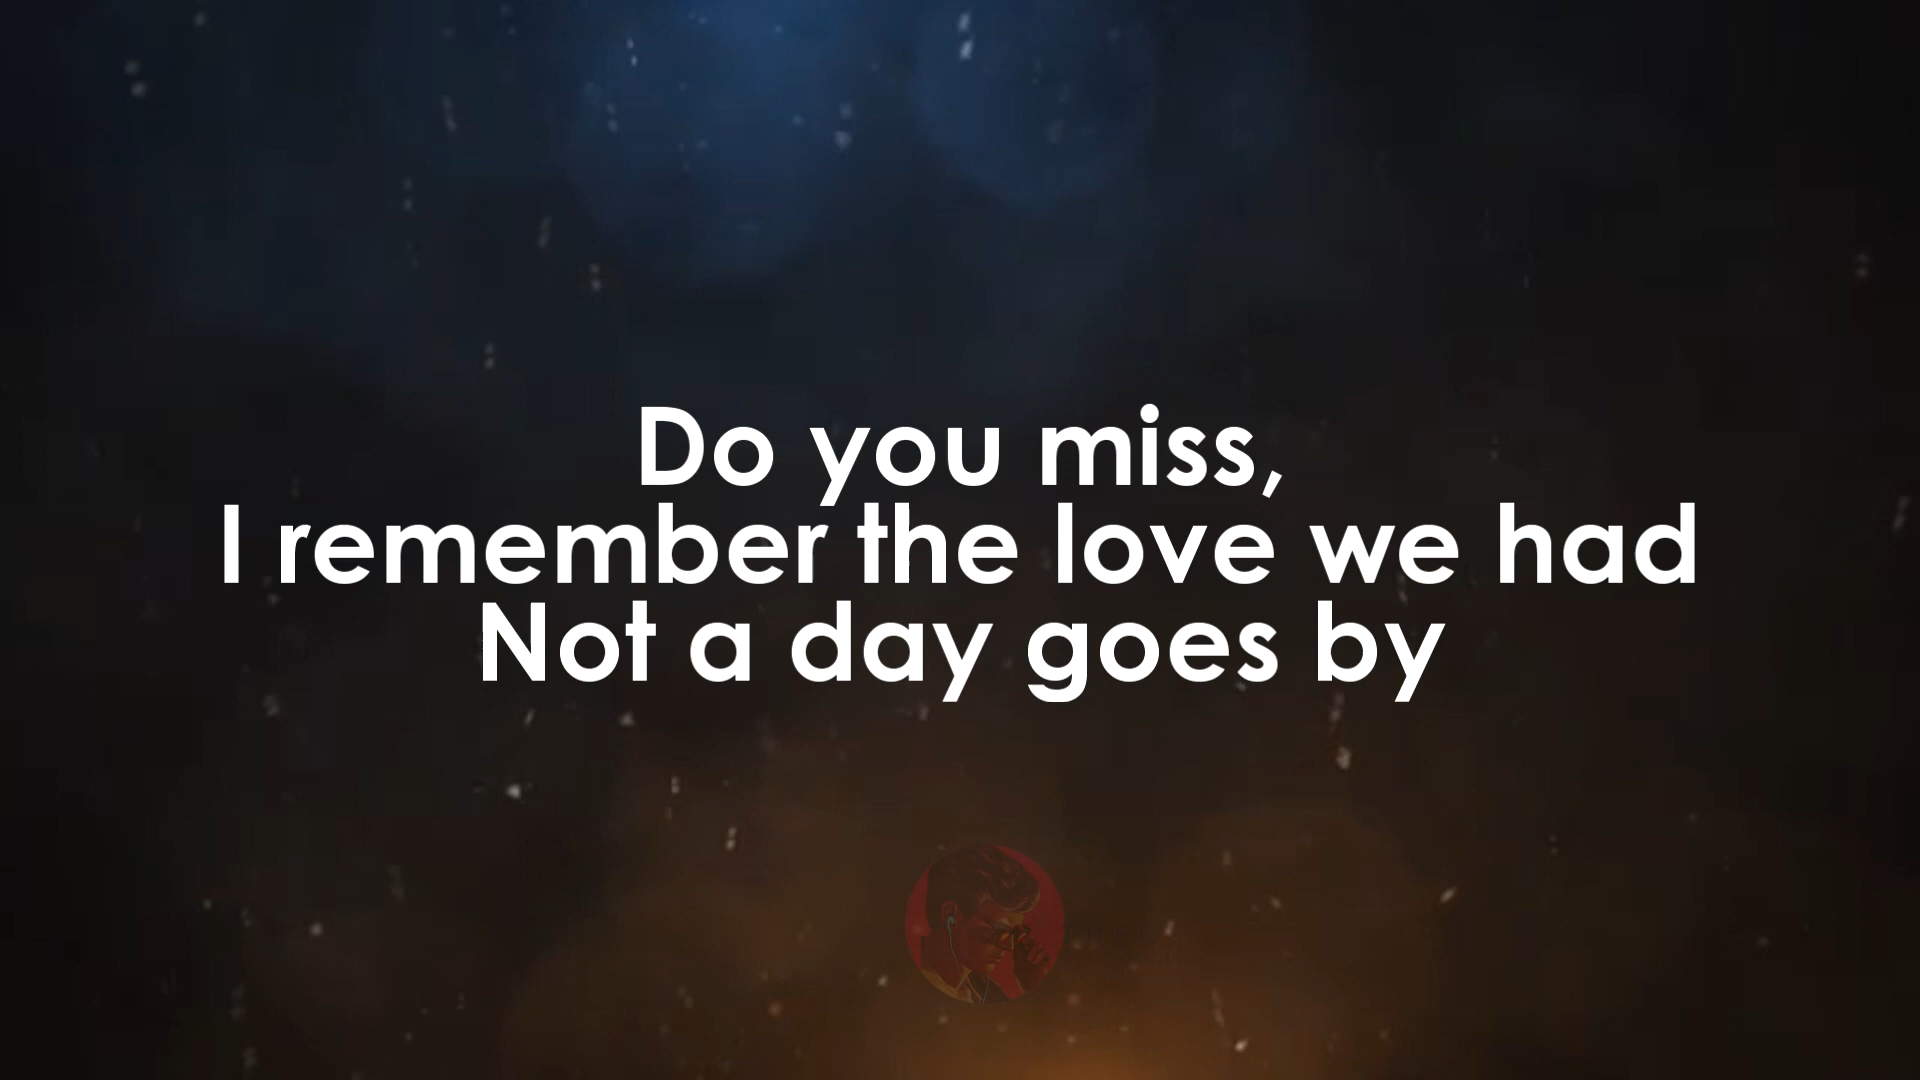 Do you miss,
I remember the love we had
Not a day goes by